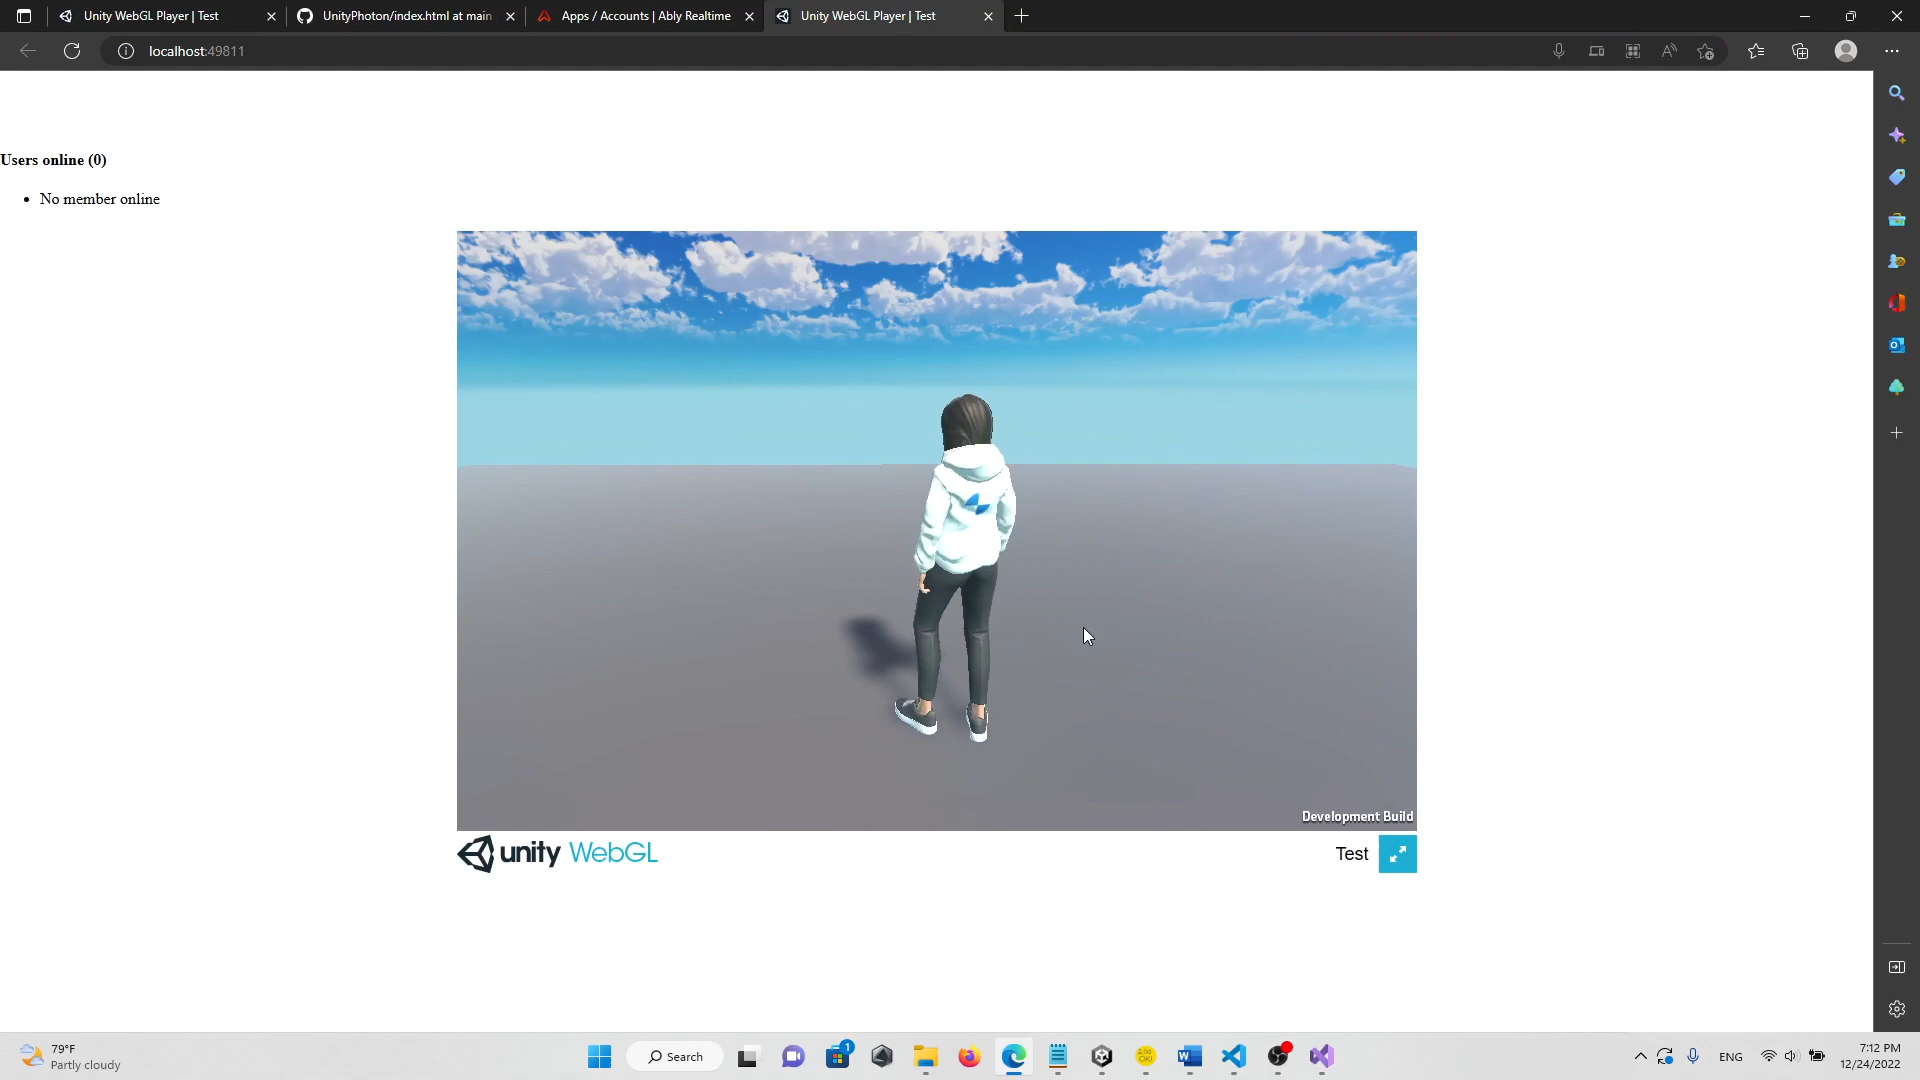 Unity WebGL Player | Test
UnityPhoton/index.html at main
Apps / Accounts | Ably Realtime
Unity WebGL Player | Test
localhost:49811
Users online (0)
No member online
Development Build
unity WebGL
Test
79°F
Partly cloudy
Search
1
ENG
7:12 PM
12/24/2022